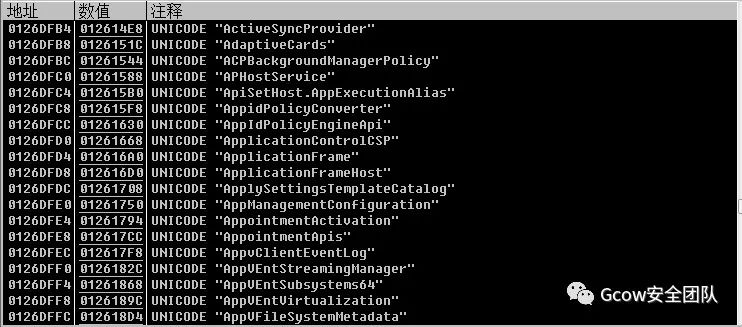 地址 数值 注释
0126DFB4 012614E8 UNICODE "ActiveSyncProvider"
0126DFB8 0126151C UNICODE "AdaptiveCards"
0126DFBC 01261544 UNICODE "ACPBackgroundManagerPolicy"
0126DFC0 01261588 UNICODE "APHostService"
0126DFC4 012615B0 UNICODE "ApiSetHost.AppExecutionAlias"
0126DFC8 012615F8 UNICODE "AppidPolicyConverter"
0126DFCC 01261630 UNICODE "AppIdPolicyEngineApi"
0126DFD0 01261668 UNICODE "ApplicationControlCSP"
0126DFD4 012616A0 UNICODE "ApplicationFrame"
0126DFD8 012616D0 UNICODE "ApplicationFrameHost"
0126DFDC 01261708 UNICODE "ApplySettingsTemplateCatalog"
0126DFE0 01261750 UNICODE "AppManagementConfiguration"
0126DFE4 01261794 UNICODE "AppointmentActivation"
0126DFE8 012617CC UNICODE "AppointmentApis"
0126DFEC 012617F8 UNICODE "AppvClientEventLog"
0126DFF0 0126182C UNICODE "AppVEntStreamingManager"
0126DFF4 01261868 UNICODE "AppVEntSubsystems64"
0126DFF8 0126189C UNICODE "AppVEntVirtualization"
0126DFFC 012618D4 UNICODE "AppVFileSystemMetadata"
Gcow安全团队